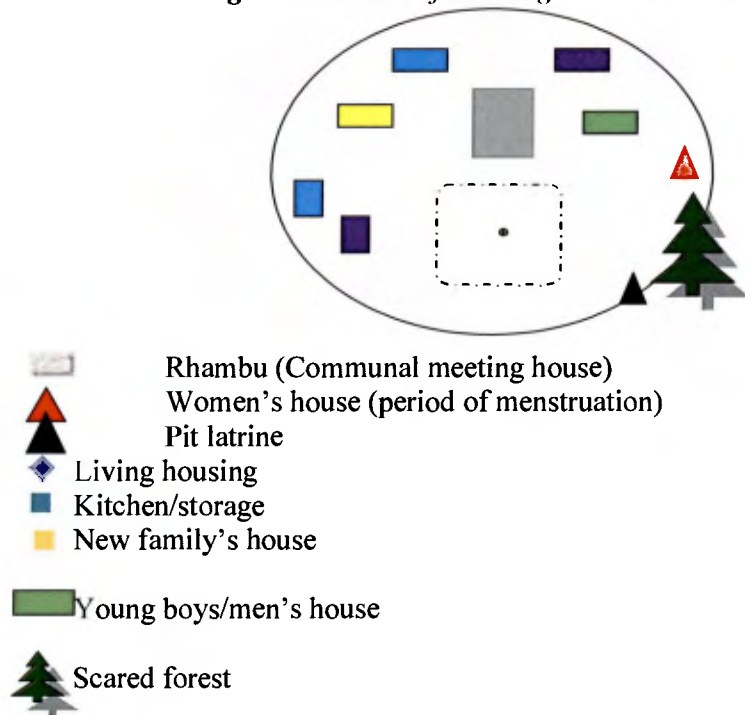 Rhambu (Communal meeting house)
Women's house (period of menstruation)
Pit latrine
Living housing
Kitchen/storage
New family's house
Young boys/men's house
Scared forest